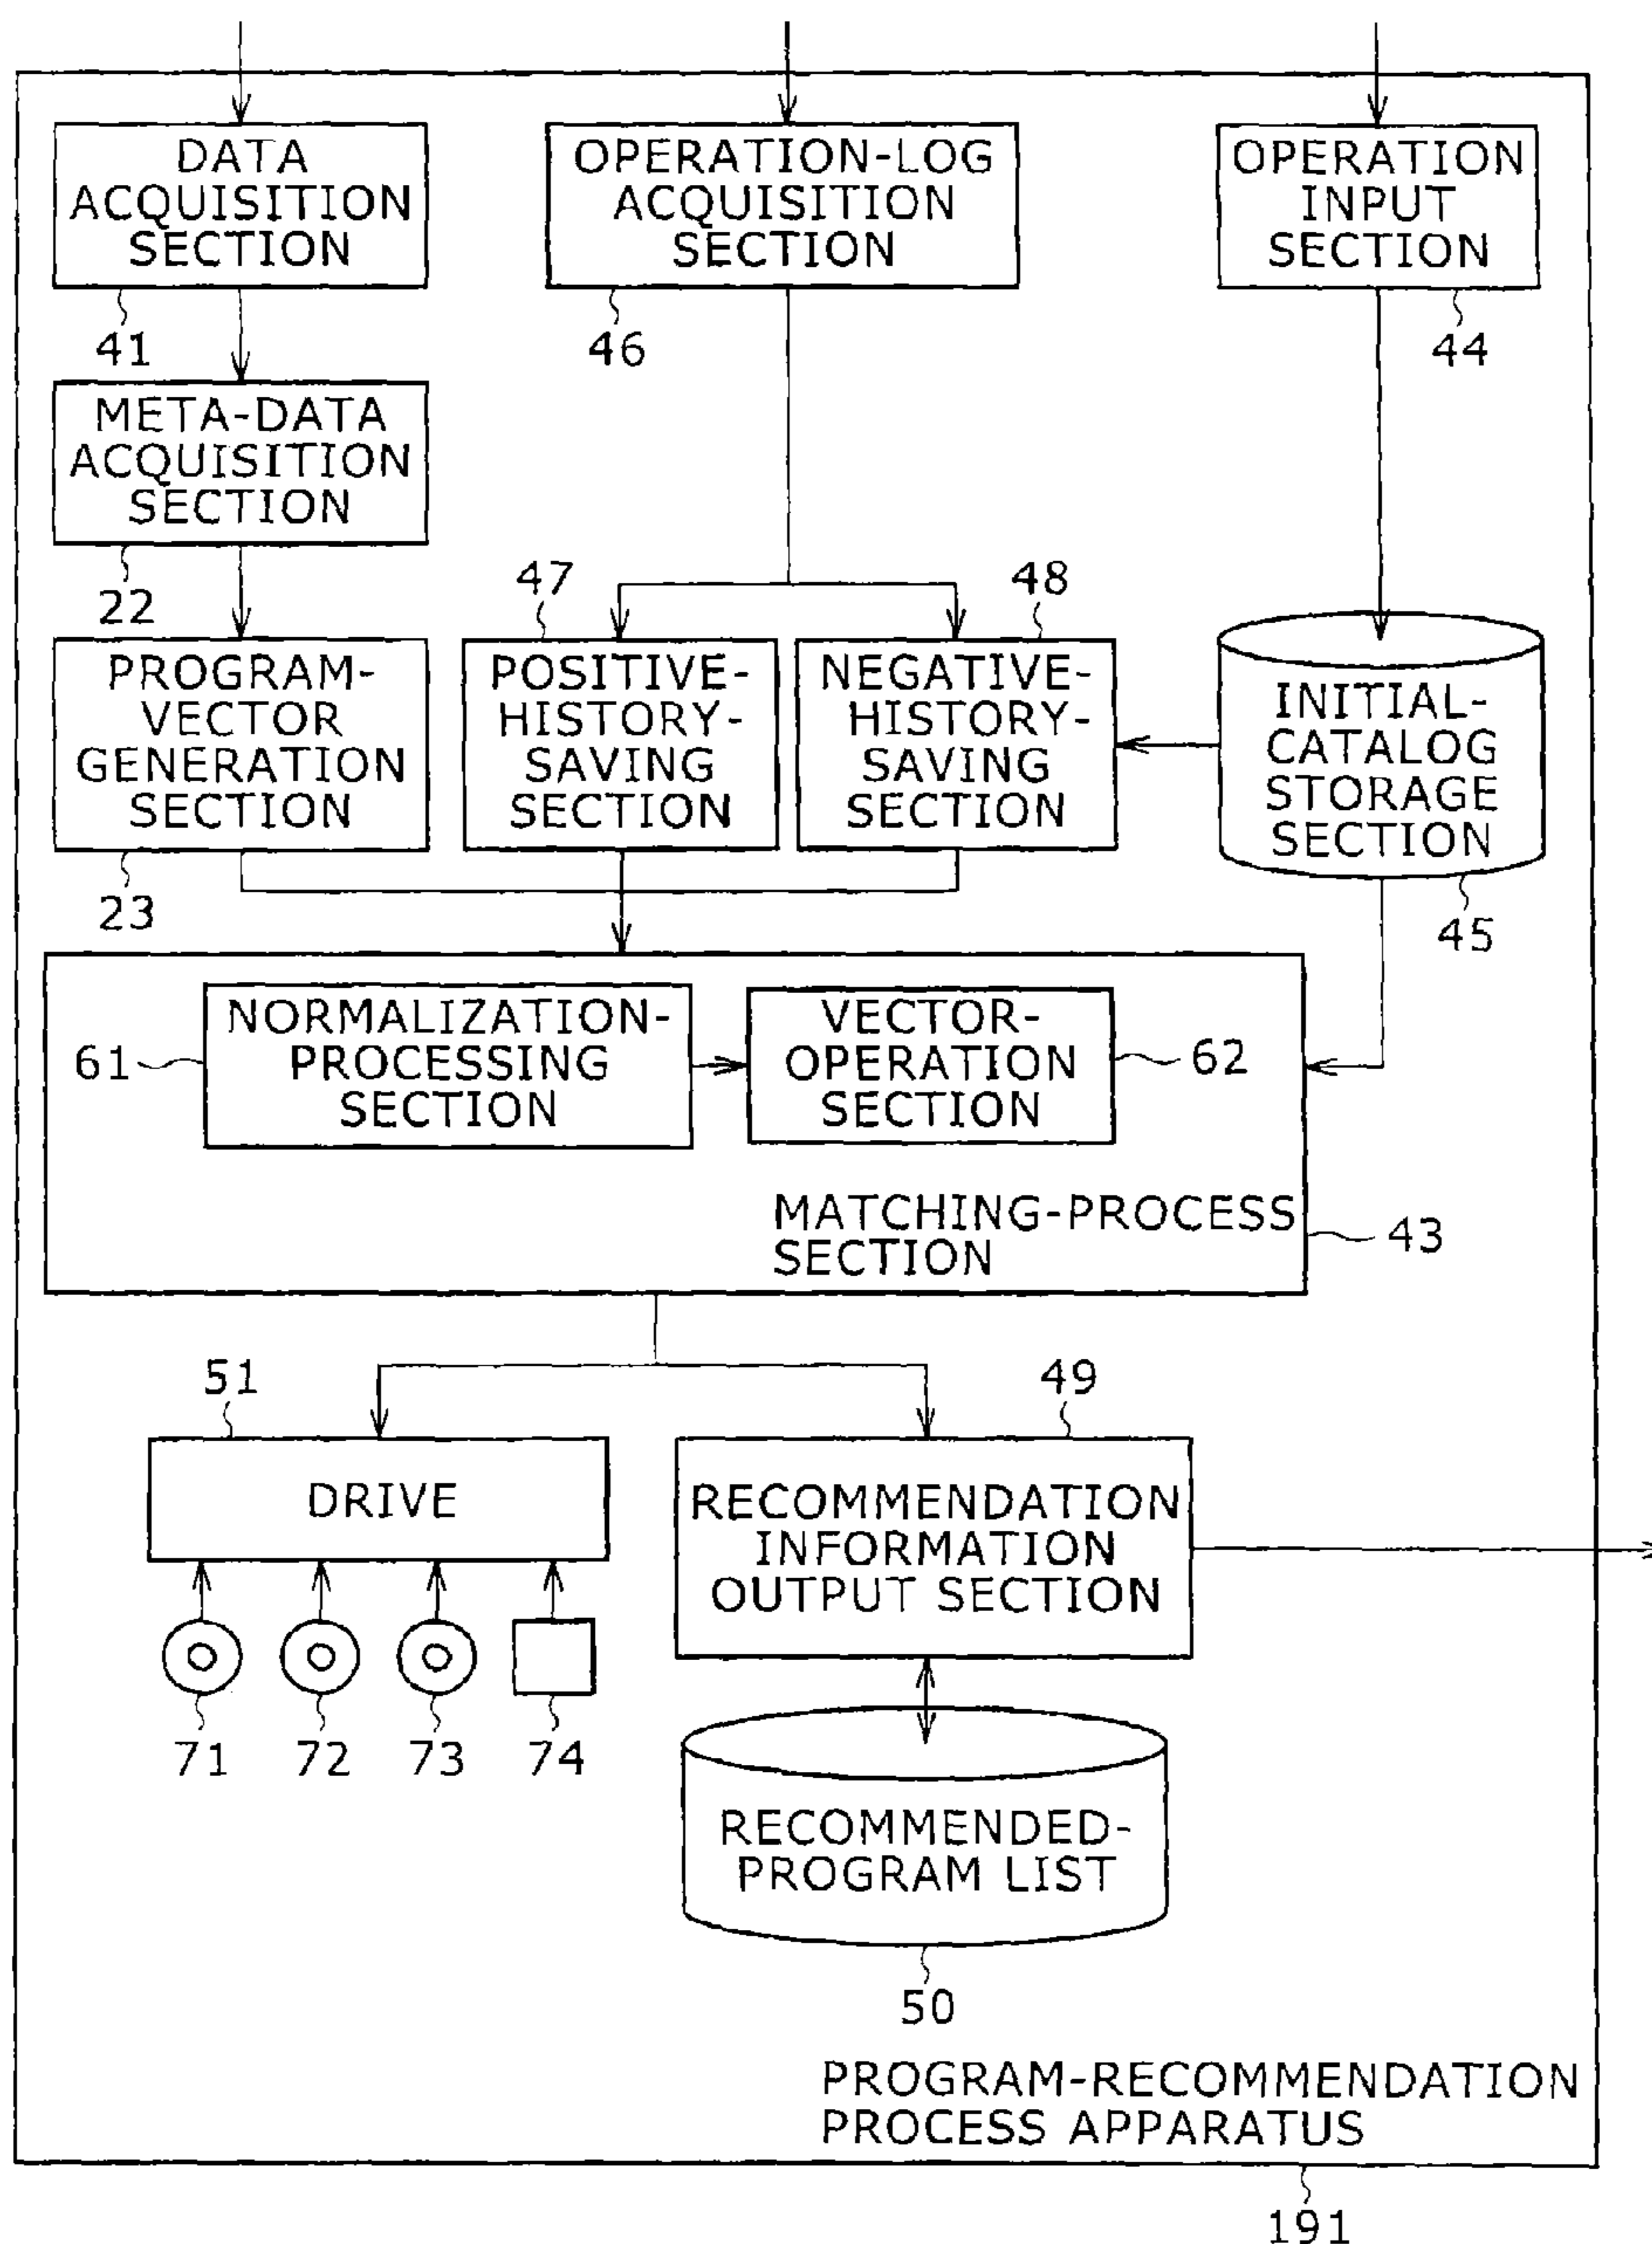 DATA
ACQUISITION
SECTION
41
OPERATION-LOG
ACQUISITION
SECTION
46
OPERATION
INPUT
SECTION
44
META-DATA
ACQUISITION
SECTION
22
47
48
PROGRAM-
VECTOR
GENERATION
SECTION
23
POSITIVE-
HISTORY-
SAVING
SECTION
NEGATIVE-
HISTORY-
SAVING
SECTION
INITIAL-
CATALOG
STORAGE
SECTION
45
61
NORMALIZATION-
PROCESSING
SECTION
VECTOR-
OPERATION
SECTION
62
MATCHING-PROCESS
SECTION
43
51
DRIVE
71
72
73
74
49
RECOMMENDATION
INFORMATION
OUTPUT SECTION
RECOMMENDED-
PROGRAM LIST
50
PROGRAM-RECOMMENDATION
PROCESS APPARATUS
191